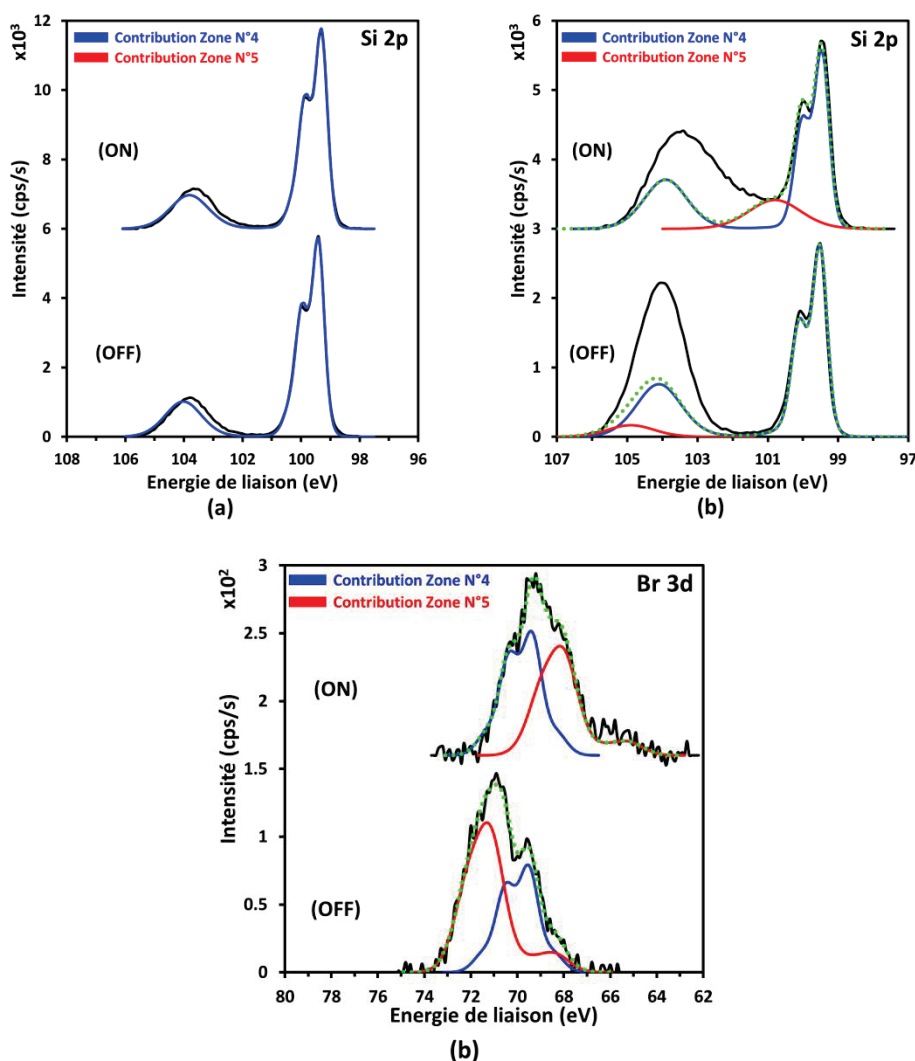 12
10
8
6
4
2
0
x10³
Intensité (cps/s)
Contribution Zone N°4
Contribution Zone N°5
Si 2p
(ON)
(OFF)
108 106 104 102 100 98 96
Energie de liaison (eV)
(a)
6
5
4
3
2
1
0
x10³
Intensité (cps/s)
Contribution Zone N°4
Contribution Zone N°5
Si 2p
(ON)
(OFF)
107 105 103 101 99 97
Energie de liaison (eV)
(b)
3
2.5
2
1.5
1
0.5
0
x10²
Intensité (cps/s)
Contribution Zone N°4
Contribution Zone N°5
Br 3d
(ON)
(OFF)
80 78 76 74 72 70 68 66 64 62
Energie de liaison (eV)
(b)